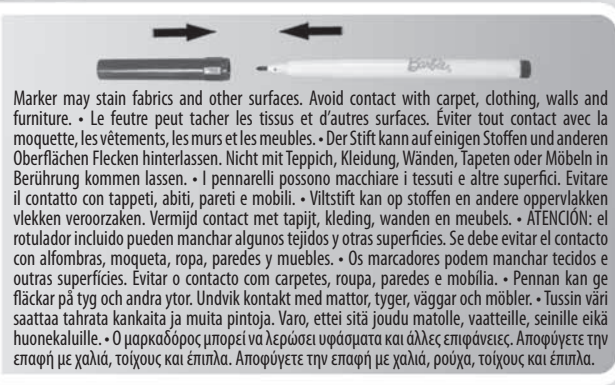 Barbie
Marker may stain fabrics and other surfaces. Avoid contact with carpet, clothing, walls and
furniture. • Le feutre peut tacher les tissus et d'autres surfaces. Éviter tout contact avec la
moquette, les vêtements, les murs et les meubles. • Der Stift kann auf einigen Stoffen und anderen
Oberflächen Flecken hinterlassen. Nicht mit Teppich, Kleidung, Wänden, Tapeten oder Möbeln in
Berührung kommen lassen. • I pennarelli possono macchiare i tessuti e altre superfici. Evitare
il contatto con tappeti, abiti, pareti e mobili. • Viltstift kan op stoffen en andere oppervlakken
vlekken veroorzaken. Vermijd contact met tapijt, kleding, wanden en meubels. • ATENCIÓN: el
rotulador incluido pueden manchar algunos tejidos y otras superficies. Se debe evitar el contacto
con alfombras, moqueta, ropa, paredes y muebles. • Os marcadores podem manchar tecidos e
outras superfícies. Evitar o contacto com carpetes, roupa, paredes e mobília. • Pennan kan ge
fläckar på tyg och andra ytor. Undvik kontakt med mattor, tyger, väggar och möbler. • Tussin väri
saattaa tahrata kankaita ja muita pintoja. Varo, ettei sitä joudu matolle, vaatteille, seinille eikä
huonekaluille. • Ο μαρκαδόρος μπορεί να λερώσει υφάσματα και άλλες επιφάνειες. Αποφύγετε την
επαφή με χαλιά, τοίχους και έπιπλα. Αποφύγετε την επαφή με χαλιά, ρούχα, τοίχους και έπιπλα.